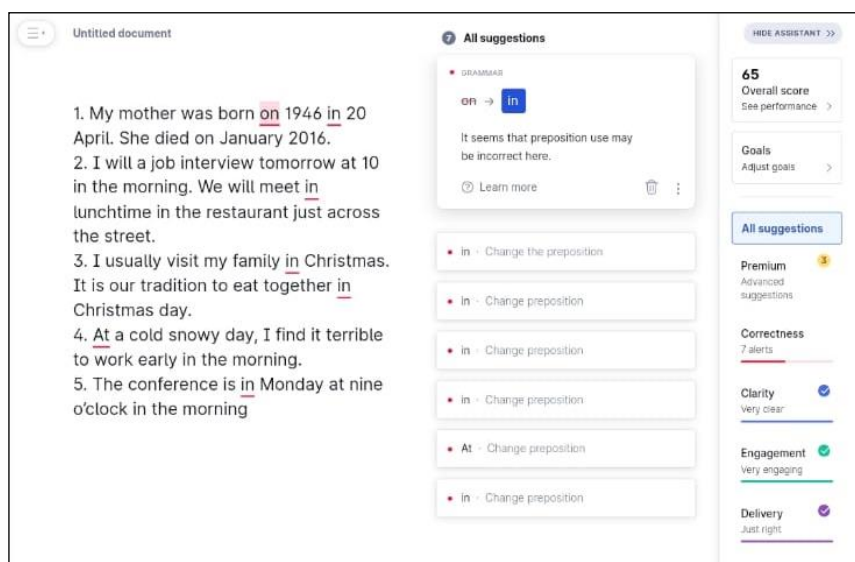 Untitled document
1. My mother was born on 1946 in 20
April. She died on January 2016.
2. I will a job interview tomorrow at 10
in the morning. We will meet in
lunchtime in the restaurant just across
the street.
3. I usually visit my family in Christmas.
It is our tradition to eat together in
Christmas day.
4. At a cold snowy day, I find it terrible
to work early in the morning.
5. The conference is in Monday at nine
o'clock in the morning
7 All suggestions
GRAMMAR
on → in
It seems that preposition use may
be incorrect here.
Learn more
in · Change the preposition
in · Change preposition
in · Change preposition
in · Change preposition
At · Change preposition
in · Change preposition
HIDE ASSISTANT
65
Overall score
See performance
Goals
Adjust goals
All suggestions
Premium 3
Advanced
suggestions
Correctness
7 alerts
Clarity
Very clear
Engagement
Very engaging
Delivery
Just right